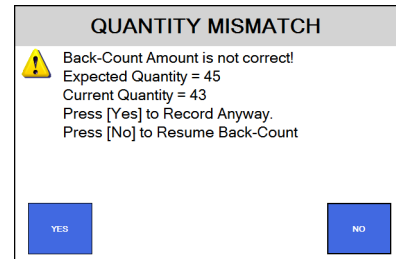 QUANTITY MISMATCH
Back-Count Amount is not correct!
Expected Quantity = 45
Current Quantity = 43
Press [Yes] to Record Anyway.
Press [No] to Resume Back-Count
YES
NO